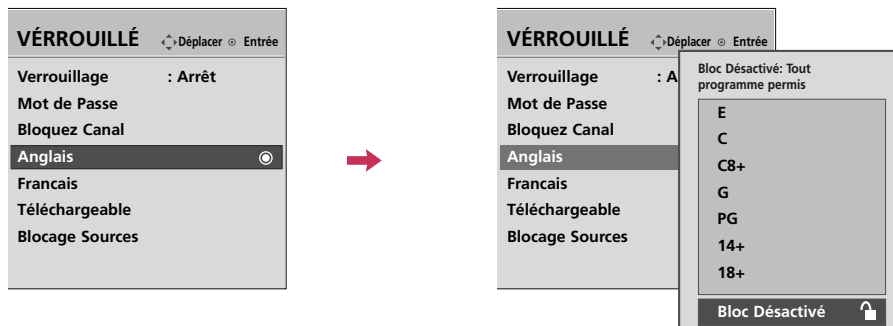 VÉRROUILLÉ Déplacer Entrée
Verrouillage : Arrêt
Mot de Passe
Bloquez Canal
Anglais
Francais
Téléchargeable
Blocage Sources
VÉRROUILLÉ Déplacer Entrée
Verrouillage : A
Mot de Passe
Bloquez Canal
Anglais
Francais
Téléchargeable
Blocage Sources
Bloc Désactivé: Tout
programme permis
E
C
C8+
G
PG
14+
18+
Bloc Désactivé